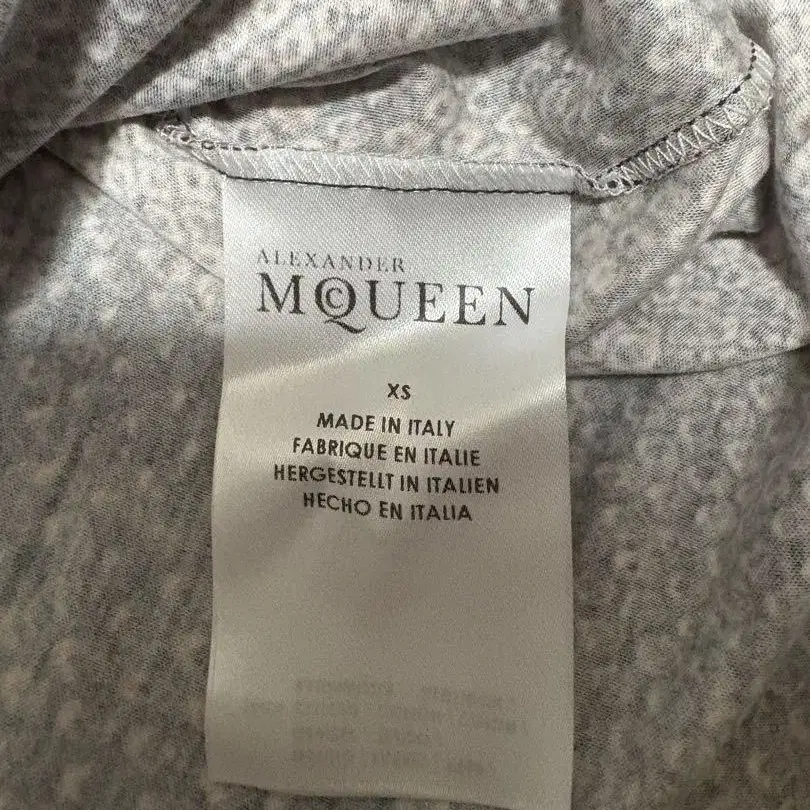 ALEXANDER
McQUEEN
XS
MADE IN ITALY
FABRIQUE EN ITALIE
HERGESTELLT IN ITALIEN
HECHO EN ITALIA